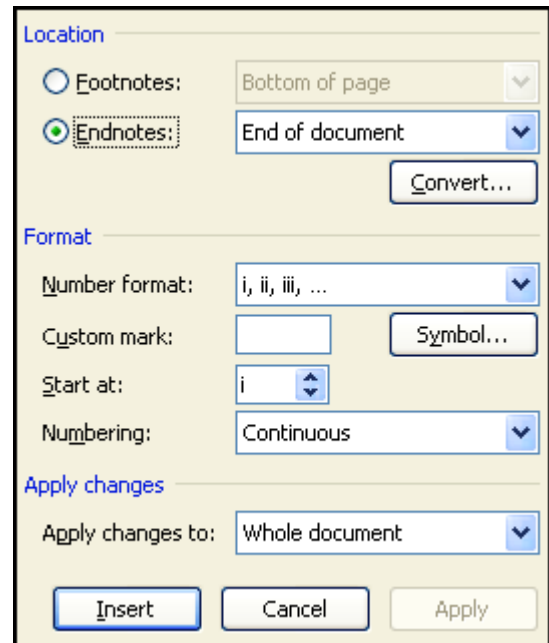 Location
Footnotes: Bottom of page
Endnotes: End of document
Convert...
Format
Number format: i, ii, iii, ...
Custom mark: Symbol...
Start at: i
Numbering: Continuous
Apply changes
Apply changes to: Whole document
Insert Cancel Apply